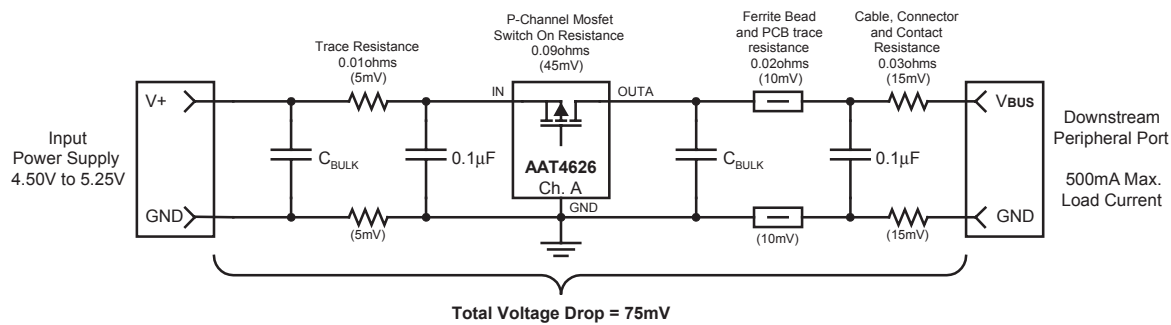 P-Channel Mosfet
Switch On Resistance
0.09ohms
(45mV)
Ferrite Bead
and PCB trace
resistance
0.02ohms
(10mV)
Cable, Connector
and Contact
Resistance
0.03ohms
(15mV)
Trace Resistance
0.01ohms
(5mV)
V+
IN
OUTA
VBUS
Input
Power Supply
4.50V to 5.25V
CBULK
0.1µF
AAT4626
Ch. A
CBULK
0.1µF
Downstream
Peripheral Port
500mA Max.
Load Current
GND
(5mV)
GND
(10mV)
(15mV)
GND
Total Voltage Drop = 75mV